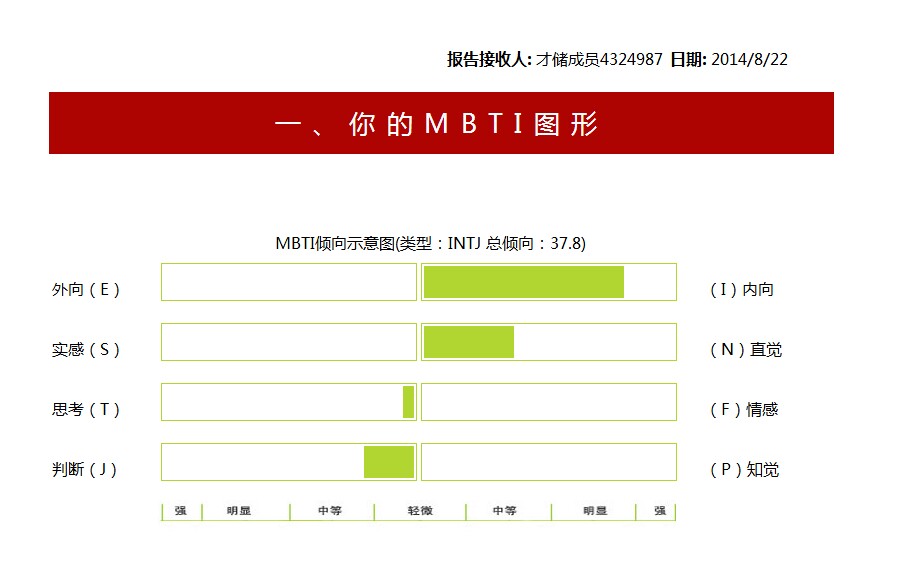 报告接收人: 才储成员4324987 日期: 2014/8/22
一、你的MBTI图形
MBTI倾向示意图(类型：INTJ 总倾向：37.8)
外向（E） （I）内向
实感（S） （N）直觉
思考（T） （F）情感
判断（J） （P）知觉
强 明显 中等 轻微 中等 明显 强